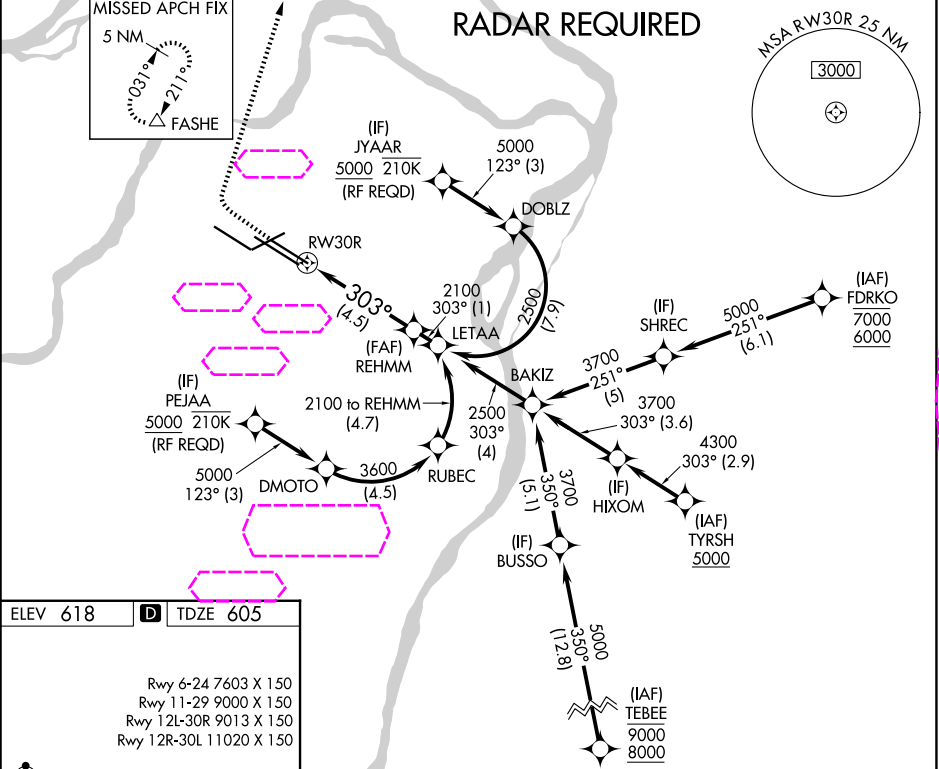 MISSED APCH FIX
5 NM
031°
211°
FASHE
RADAR REQUIRED
MSA RW30R 25 NM
3000
(IF)
JYAAR
5000 210K
(RF REQD)
5000
123° (3)
DOBLZ
RW30R
303°
(4.5)
2100
303° (1)
2500
(7.9)
LETAA
(FAF)
REHMM
(IAF)
FDRKO
7000
6000
5000
251°
(6.1)
(IF)
SHREC
3700
251°
(5)
BAKIZ
(IF)
PEJAA
5000 210K
(RF REQD)
2100 to REHMM
(4.7)
2500
303°
(4)
3700
303° (3.6)
4300
303° (2.9)
5000
123° (3)
DMOTO
3600
(4.5)
RUBEC
3700
350°
(5.1)
(IF)
HIXOM
(IAF)
TYRSH
5000
(IF)
BUSSO
5000
350°
(12.8)
(IAF)
TEBEE
9000
8000
ELEV 618 D TDZE 605
Rwy 6-24 7603 X 150
Rwy 11-29 9000 X 150
Rwy 12L-30R 9013 X 150
Rwy 12R-30L 11020 X 150